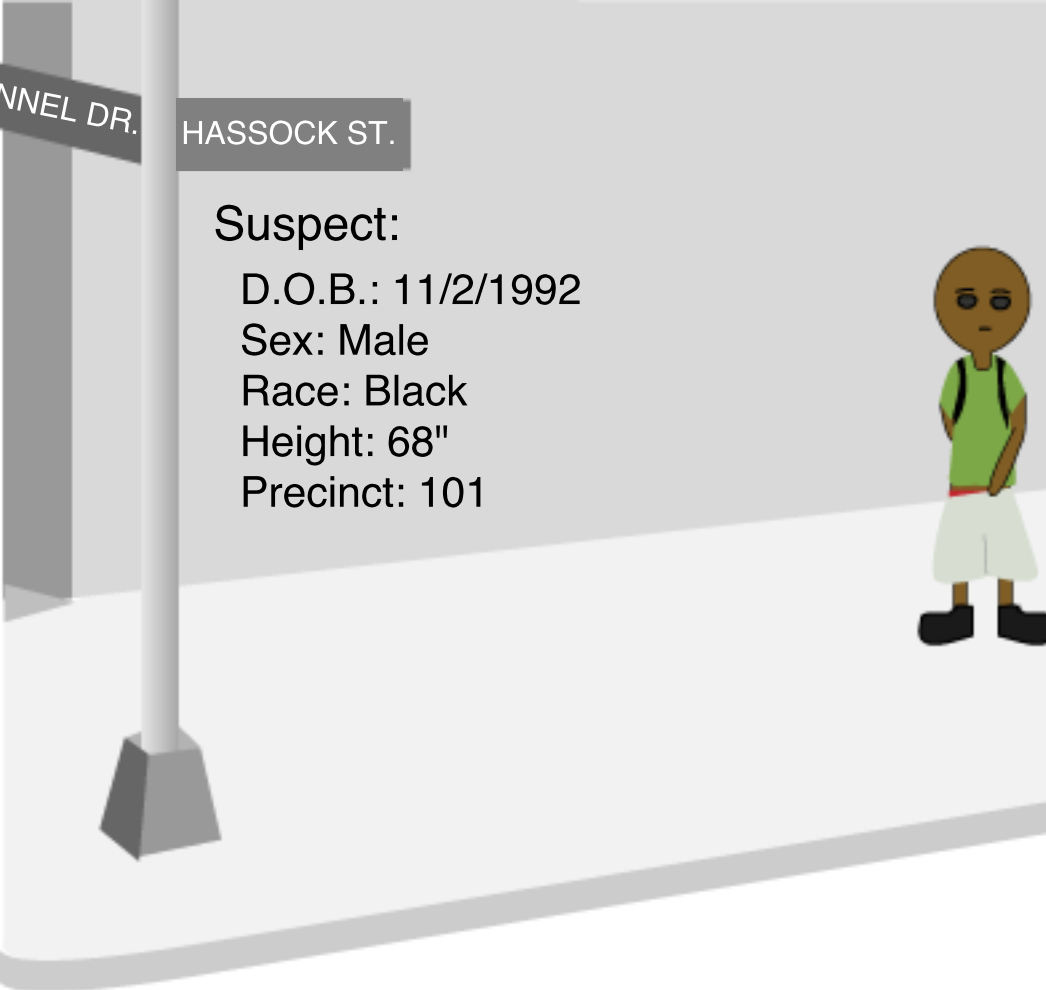 NNEL DR.
HASSOCK ST.
Suspect:
D.O.B.: 11/2/1992
Sex: Male
Race: Black
Height: 68"
Precinct: 101